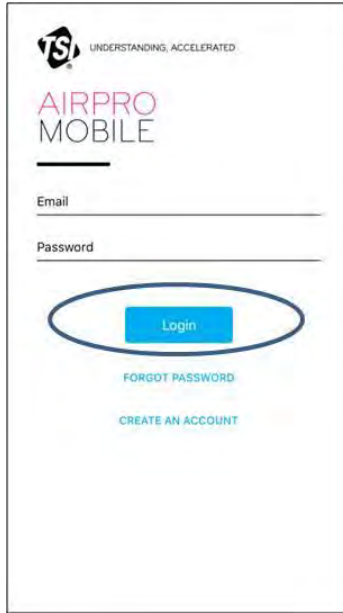 TSI UNDERSTANDING, ACCELERATED
AIRPRO
MOBILE
Email
Password
Login
FORGOT PASSWORD
CREATE AN ACCOUNT